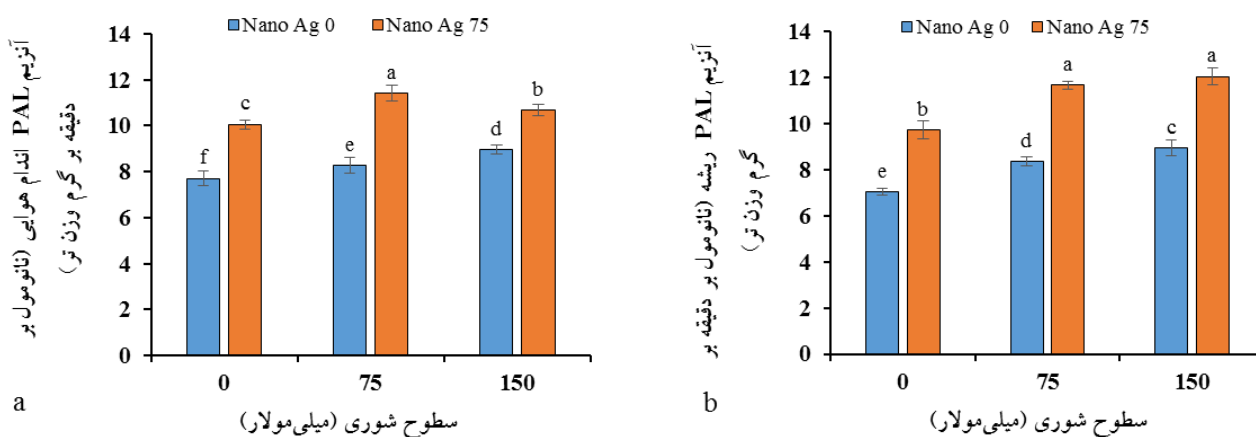 Nano Ag 0 Nano Ag 75
آنزیم PAL اندام هوایی (نانومول بر
دقیقه بر گرم وزن تر)
14
12
10
8
6
4
2
0
f
c
e
a
d
b
0 75 150
سطوح شوری (میلی‌مولار)
a
Nano Ag 0 Nano Ag 75
آنزیم PAL ریشه (نانومول بر دقیقه بر
گرم وزن تر)
14
12
10
8
6
4
2
0
e
b
d
a
c
a
0 75 150
سطوح شوری (میلی‌مولار)
b